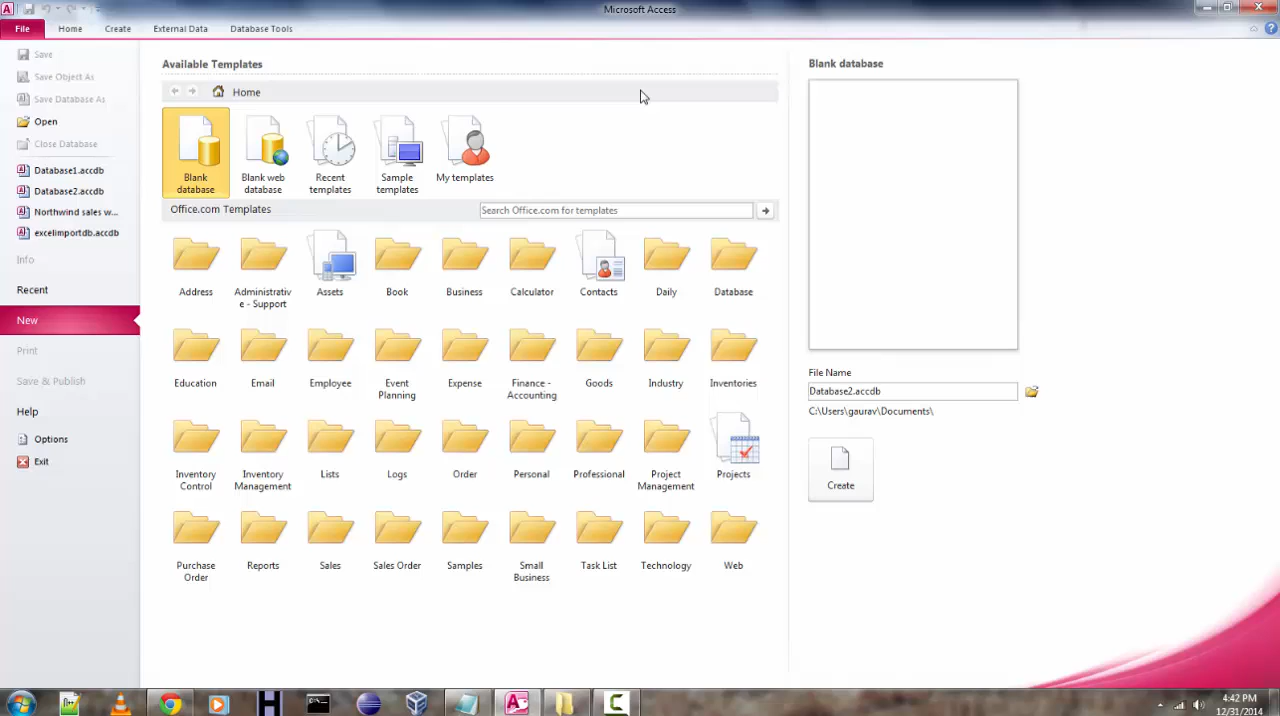 Microsoft Access
File Home Create External Data Database Tools
Save
Save Object As
Save Database As
Open
Close Database
Database1.accdb
Database2.accdb
Northwind sales w...
excelimportdb.accdb
Info
Recent
New
Print
Save & Publish
Help
Options
Exit
Available Templates
Home
Blank database
Blank web database
Recent templates
Sample templates
My templates
Office.com Templates
Search Office.com for templates
Address
Administrativ
e - Support
Assets
Book
Business
Calculator
Contacts
Daily
Database
Education
Email
Employee
Event
Planning
Expense
Finance -
Accounting
Goods
Industry
Inventories
Inventory
Control
Inventory
Management
Lists
Logs
Order
Personal
Professional
Project
Management
Projects
Purchase
Order
Reports
Sales
Sales Order
Samples
Small
Business
Task List
Technology
Web
Blank database
File Name
Database2.accdb
C:\Users\gaurav\Documents\
Create
4:42 PM
12/31/2014